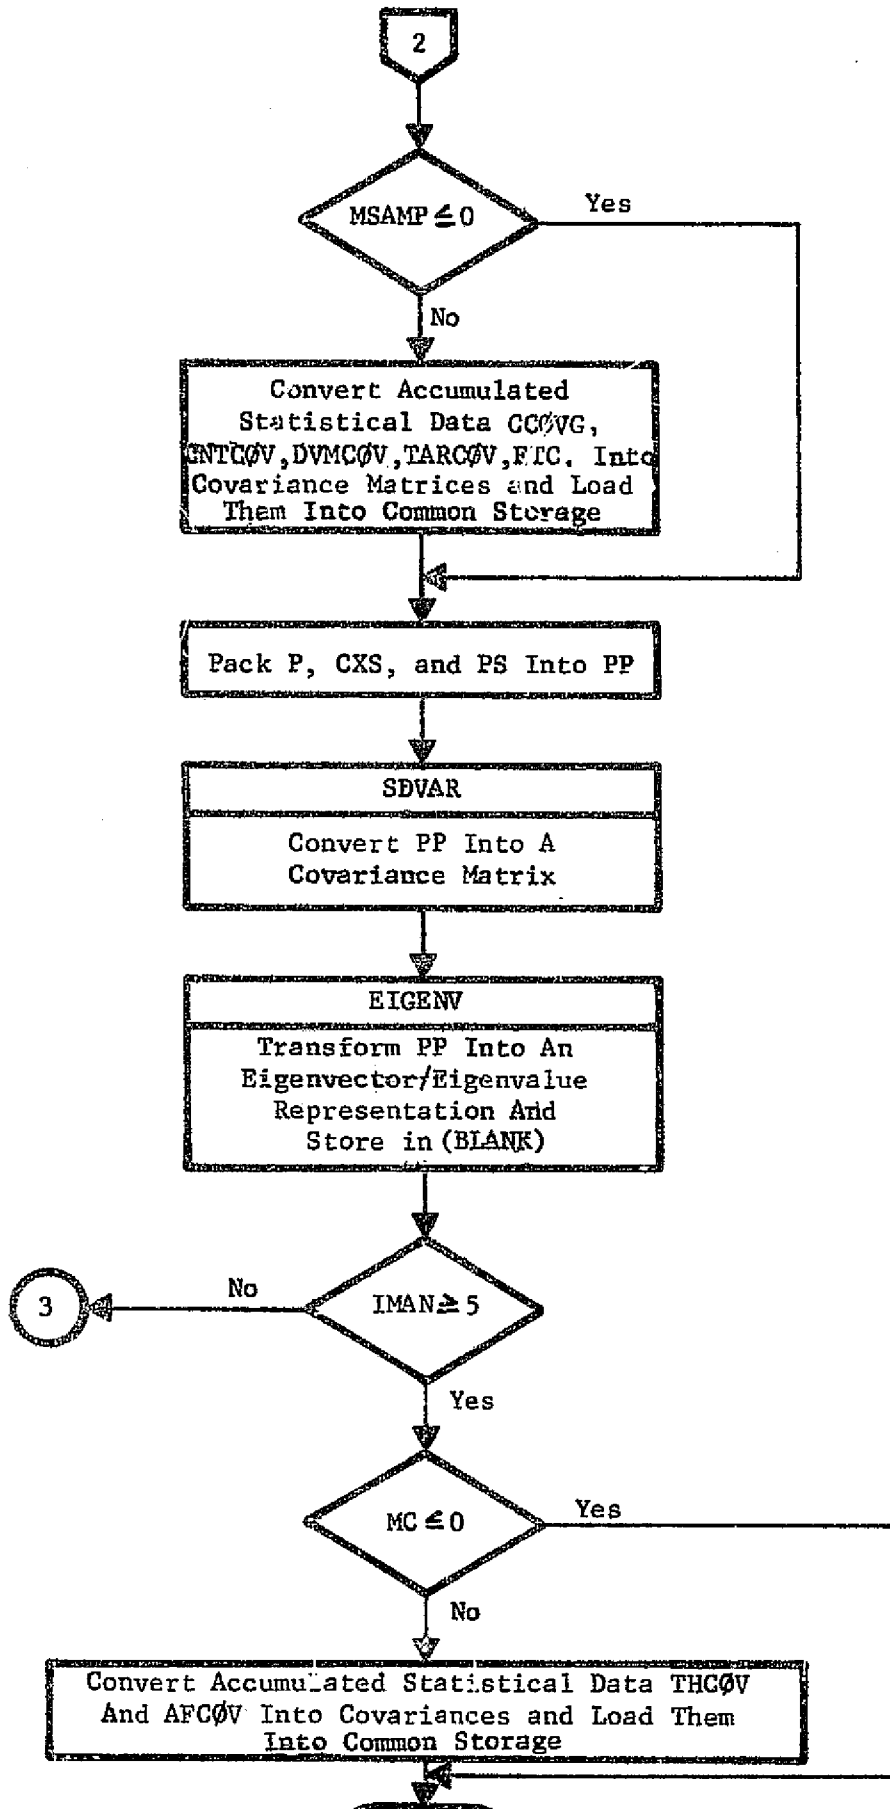 2
MSAMP ≤ 0
Yes
No
Convert Accumulated
Statistical Data CCØVG,
GNTCØV,DVMCØV,TARCØV,ETC. Into
Covariance Matrices and Load
Them Into Common Storage
Pack P, CXS, and PS Into PP
SDVAR
Convert PP Into A
Covariance Matrix
EIGENV
Transform PP Into An
Eigenvector/Eigenvalue
Representation And
Store in (BLANK)
IMAN ≥ 5
No
3
Yes
MC ≤ 0
Yes
No
Convert Accumulated Statistical Data THCØV
And AFCØV Into Covariances and Load Them
Into Common Storage